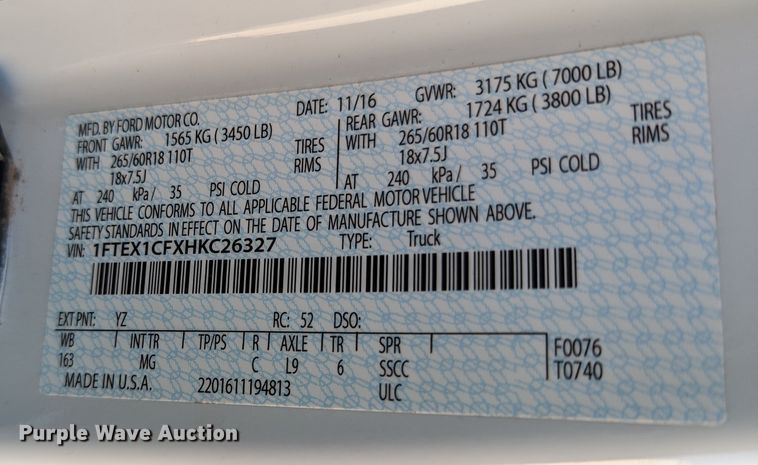 MFD. BY FORD MOTOR CO.
DATE: 11/16
GVWR: 3175 KG ( 7000 LB)
FRONT GAWR: 1565 KG ( 3450 LB)
WITH 265/60R18 110T TIRES
18x7.5J RIMS
AT 240 kPa/ 35 PSI COLD
REAR GAWR: 1724 KG ( 3800 LB)
WITH 265/60R18 110T TIRES
18x7.5J RIMS
AT 240 kPa/ 35 PSI COLD
THIS VEHICLE CONFORMS TO ALL APPLICABLE FEDERAL MOTOR VEHICLE
SAFETY STANDARDS IN EFFECT ON THE DATE OF MANUFACTURE SHOWN ABOVE.
VIN: 1FTEX1CFXHKC26327 TYPE: Truck
EXT PNT: YZ RC: 52 DSO:
WB INT TR TP/PS R AXLE TR SPR
163 MG C L9 6 SSCC
ULC
F0076
T0740
MADE IN U.S.A. 2201611194813
Purple Wave Auction